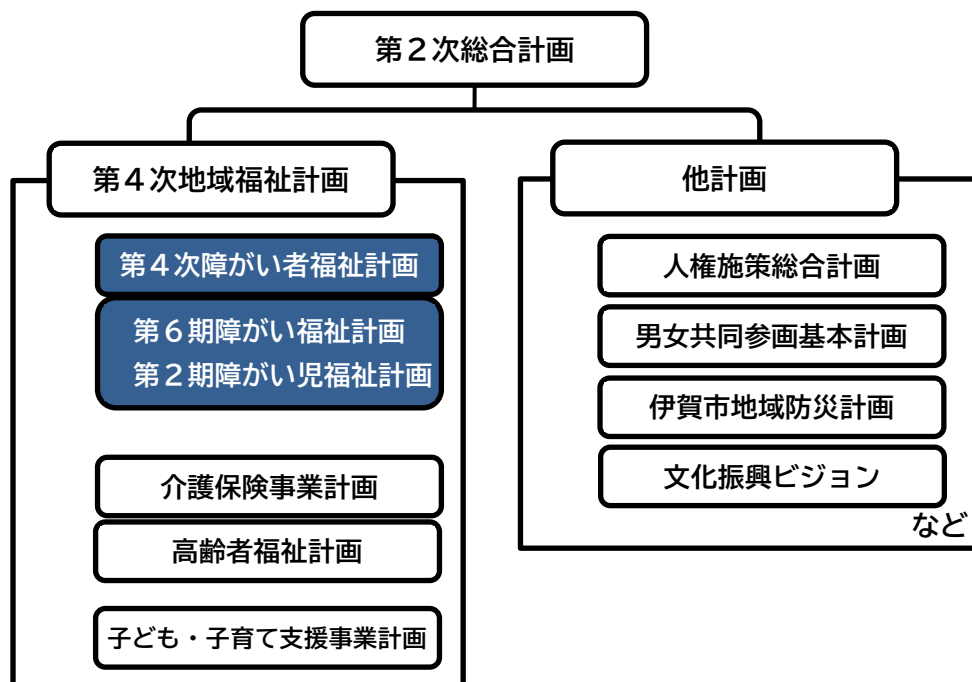 第２次総合計画
第４次地域福祉計画
第４次障がい者福祉計画
第６期障がい福祉計画
第２期障がい児福祉計画
介護保険事業計画
高齢者福祉計画
子ども・子育て支援事業計画
他計画
人権施策総合計画
男女共同参画基本計画
伊賀市地域防災計画
文化振興ビジョン
など